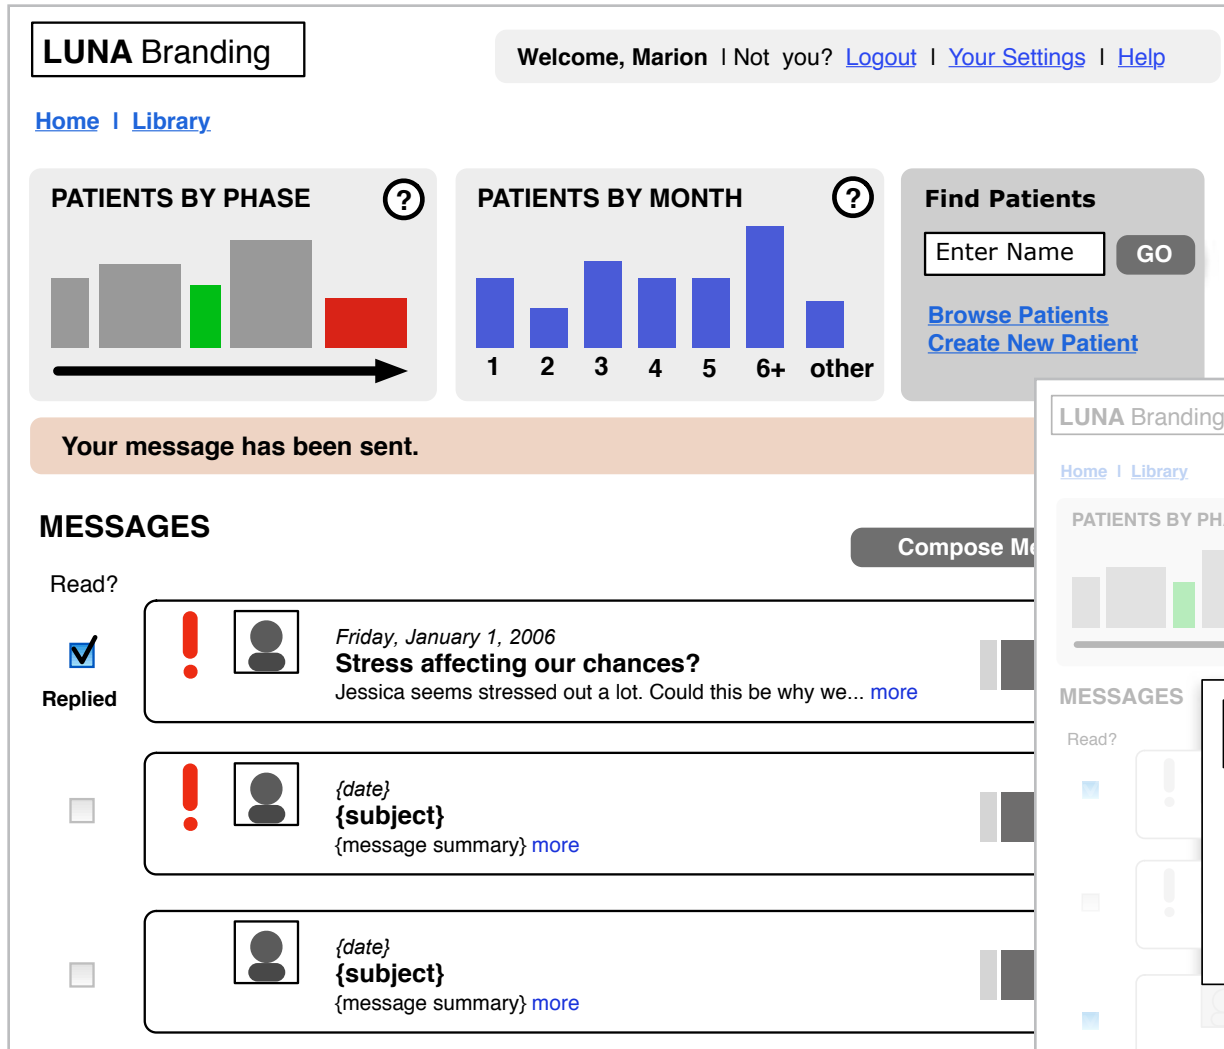 LUNA Branding
Welcome, Marion | Not you? Logout | Your Settings | Help
Home | Library
PATIENTS BY PHASE ?
PATIENTS BY MONTH ?
1 2 3 4 5 6+ other
Find Patients
Enter Name GO
Browse Patients
Create New Patient
Your message has been sent.
MESSAGES
Compose
Read?
Friday, January 1, 2006
Stress affecting our chances?
Jessica seems stressed out a lot. Could this be why we... more
Replied
{date}
{subject}
{message summary} more
{date}
{subject}
{message summary} more
LUNA Branding
Home | Library
PATIENTS BY
MESSAGES
Read?